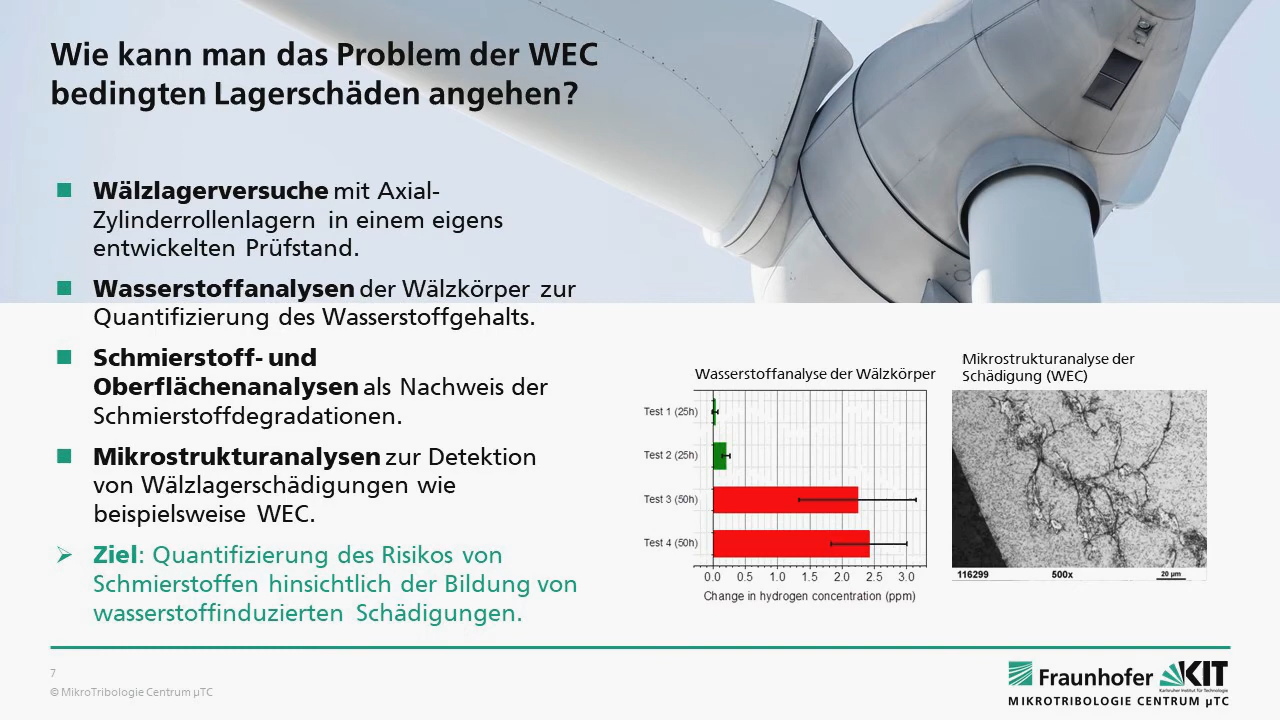 Wie kann man das Problem der WEC
bedingten Lagerschäden angehen?
Wälzlagerversuche mit Axial-
Zylinderrollenlagern in einem eigens
entwickelten Prüfstand.
Wasserstoffanalysen der Wälzkörper zur
Quantifizierung des Wasserstoffgehalts.
Schmierstoff- und
Oberflächenanalysen als Nachweis der
Schmierstoffdegradationen.
Mikrostrukturanalysen zur Detektion
von Wälzlagerschädigungen wie
beispielsweise WEC.
Ziel: Quantifizierung des Risikos von
Schmierstoffen hinsichtlich der Bildung von
wasserstoffinduzierten Schädigungen.
Wasserstoffanalyse der Wälzkörper
Test 1 (25h)
Test 2 (25h)
Test 3 (50h)
Test 4 (50h)
0.0 0.5 1.0 1.5 2.0 2.5 3.0
Change in hydrogen concentration (ppm)
Mikrostrukturanalyse der
Schädigung (WEC)
116299 500x 20 µm
7
© MikroTribologie Centrum µTC
Fraunhofer KIT
Karlsruher Institut für Technologie
MIKROTRIBOLOGIE CENTRUM µTC